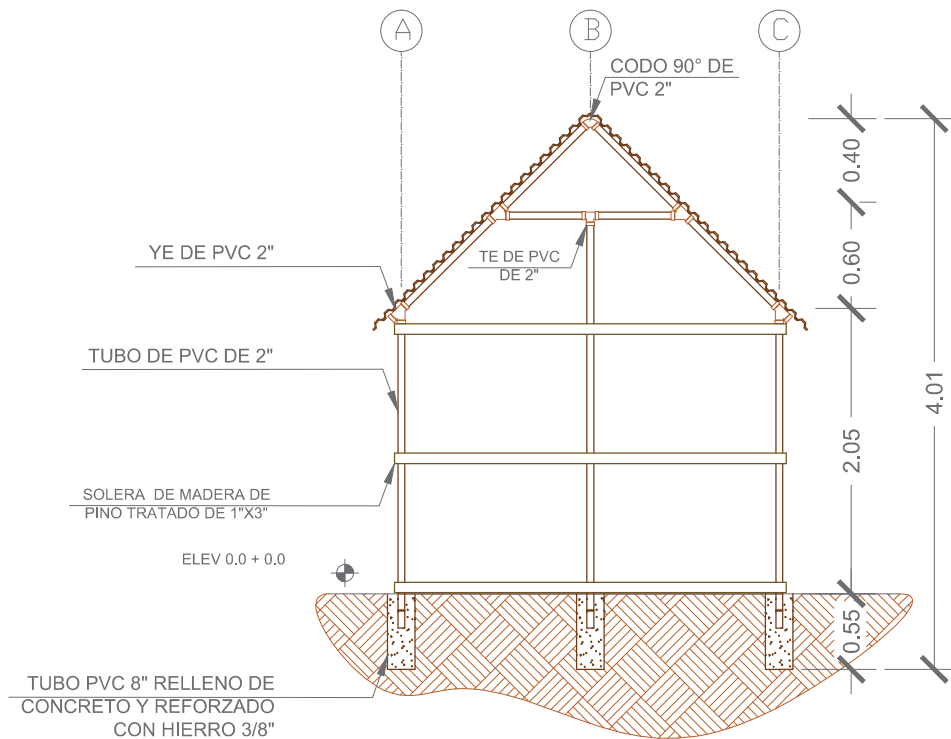 A
B
C
CODO 90° DE
PVC 2"
0.40
YE DE PVC 2"
TE DE PVC
DE 2"
0.60
TUBO DE PVC DE 2"
4.01
2.05
SOLERA DE MADERA DE
PINO TRATADO DE 1"X3"
ELEV 0.0 + 0.0
0.55
TUBO PVC 8" RELLENO DE
CONCRETO Y REFORZADO
CON HIERRO 3/8"